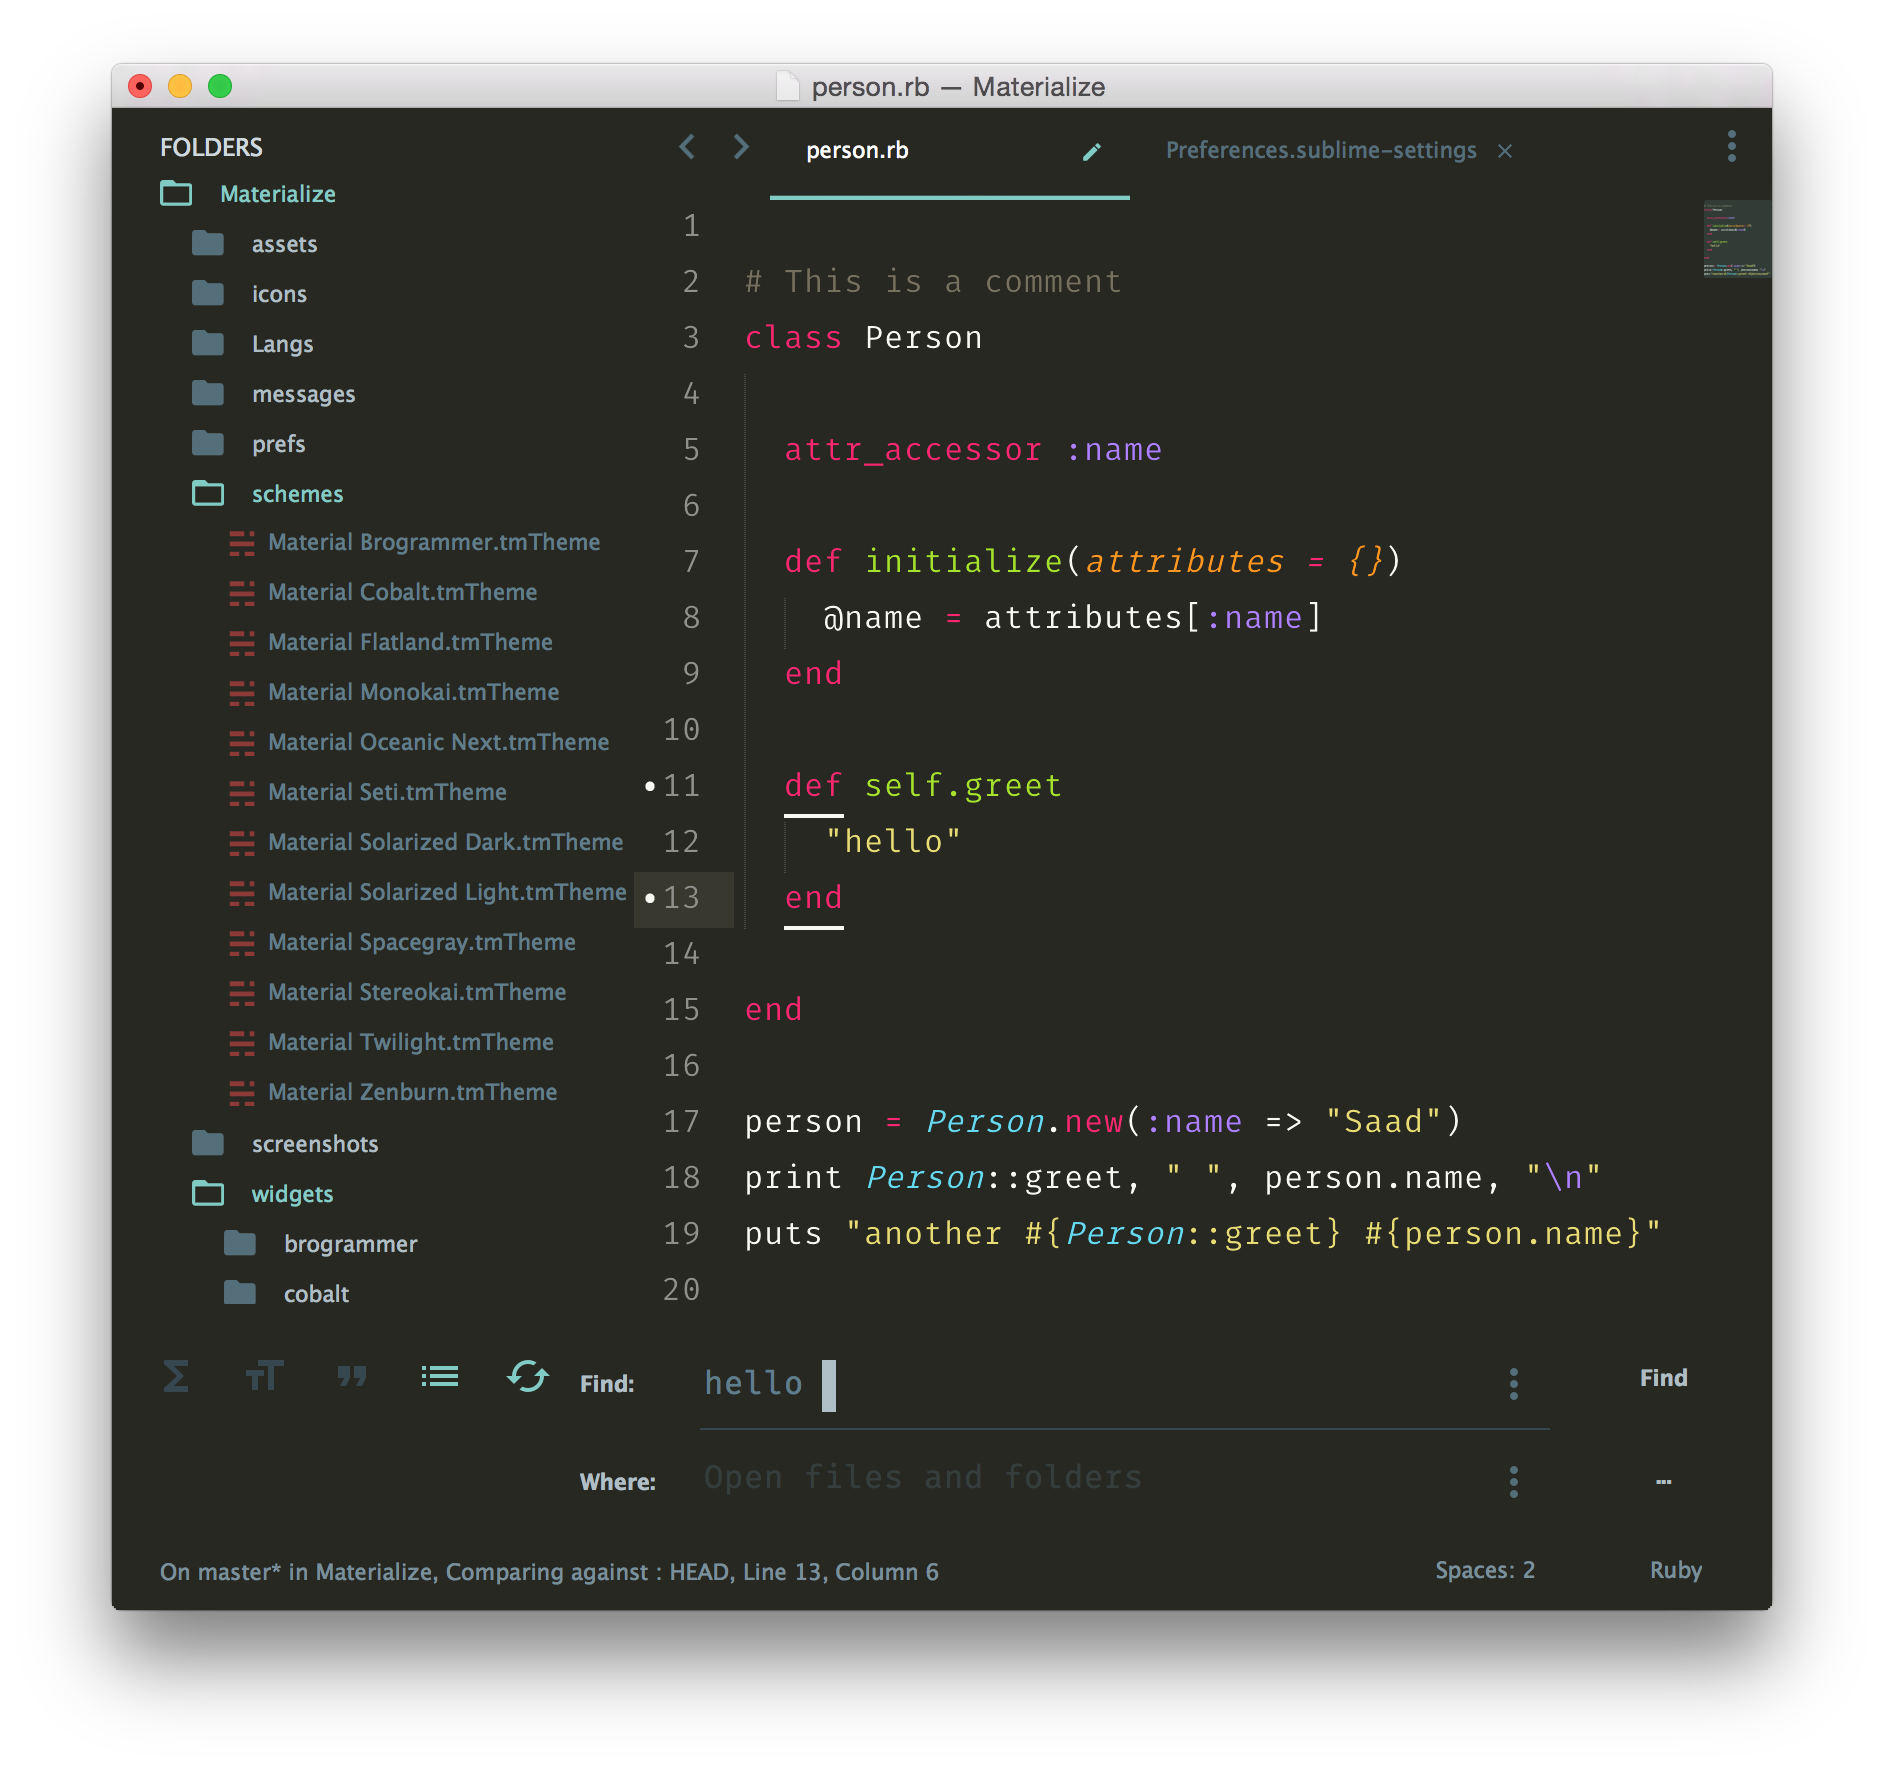 person.rb — Materialize
FOLDERS
Materialize
assets
icons
Langs
messages
prefs
schemes
Material Brogrammer.tmTheme
Material Cobalt.tmTheme
Material Flatland.tmTheme
Material Monokai.tmTheme
Material Oceanic Next.tmTheme
Material Seti.tmTheme
Material Solarized Dark.tmTheme
Material Solarized Light.tmTheme
Material Spacegray.tmTheme
Material Stereokai.tmTheme
Material Twilight.tmTheme
Material Zenburn.tmTheme
screenshots
widgets
brogrammer
cobalt
person.rb
Preferences.sublime-settings ×
1
2 # This is a comment
3 class Person
4
5 attr_accessor :name
6
7 def initialize(attributes = {})
8 @name = attributes[:name]
9 end
10
11 def self.greet
12 "hello"
13 end
14
15 end
16
17 person = Person.new(:name => "Saad")
18 print Person::greet, " ", person.name, "\n"
19 puts "another #{Person::greet} #{person.name}"
20
Find: hello Find
Where: Open files and folders ...
On master* in Materialize, Comparing against : HEAD, Line 13, Column 6 Spaces: 2 Ruby